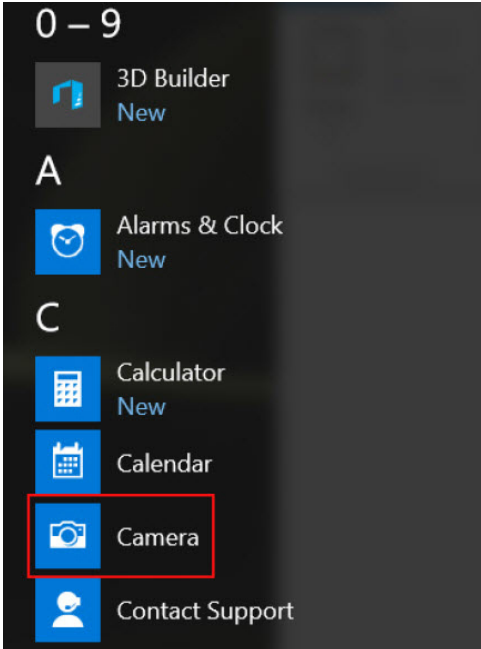 0 – 9
3D Builder
New
A
Alarms & Clock
New
C
Calculator
New
Calendar
Camera
Contact Support